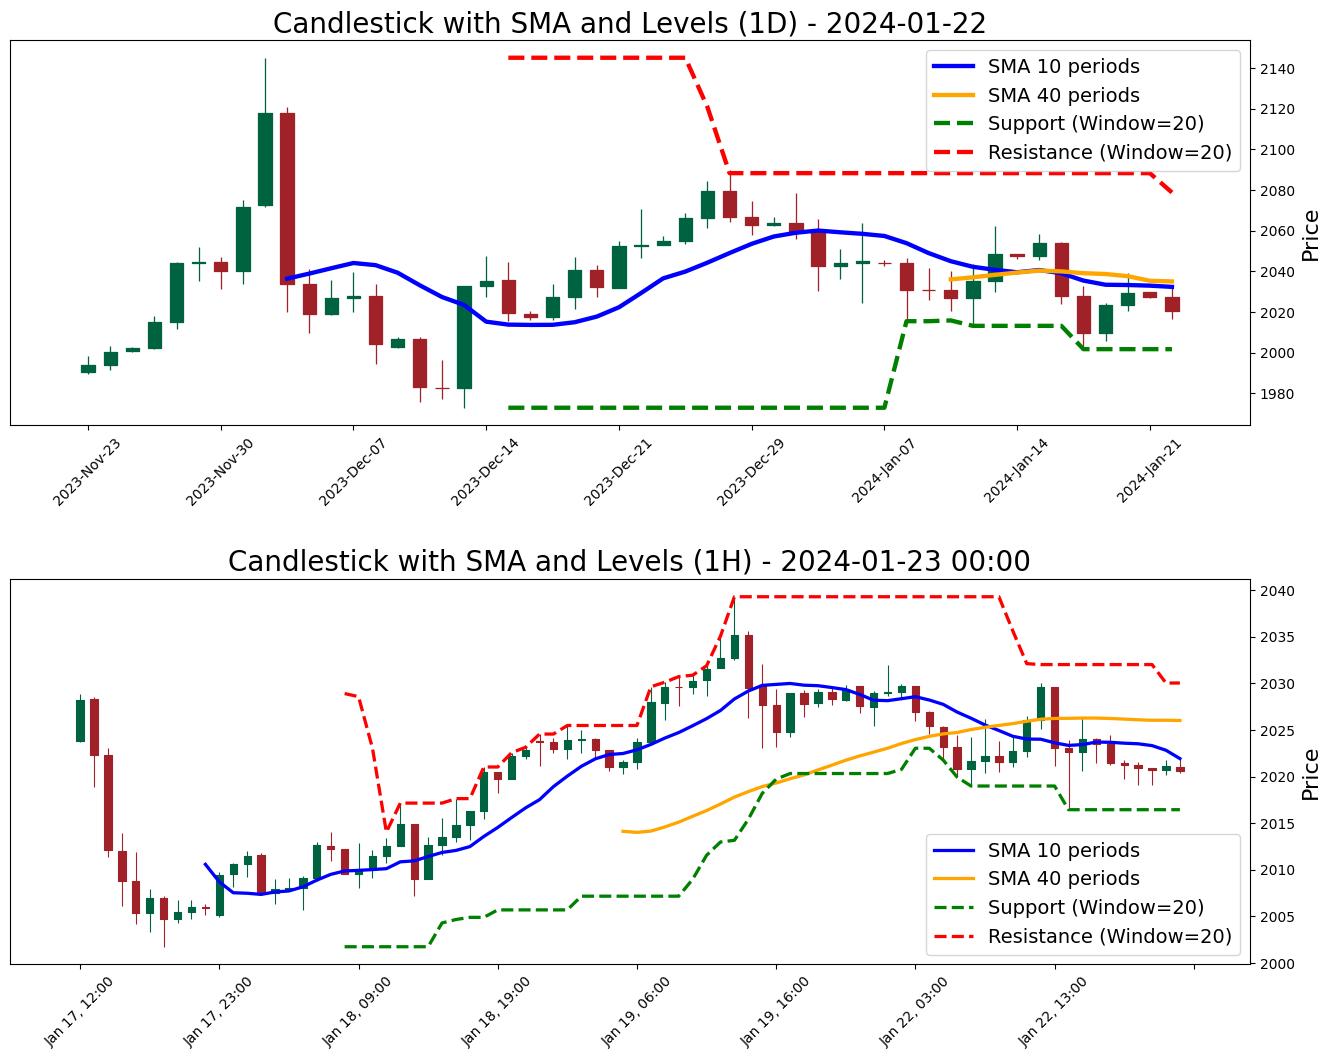 Candlestick with SMA and Levels (1D) - 2024-01-22
SMA 10 periods
SMA 40 periods
Support (Window=20)
Resistance (Window=20)
2140
2120
2100
2080
2060
2040
2020
2000
1980
Price
2023-Nov-23
2023-Nov-30
2023-Dec-07
2023-Dec-14
2023-Dec-21
2023-Dec-29
2024-Jan-07
2024-Jan-14
2024-Jan-21
Candlestick with SMA and Levels (1H) - 2024-01-23 00:00
2040
2035
2030
2025
2020
2015
2010
2005
2000
Price
SMA 10 periods
SMA 40 periods
Support (Window=20)
Resistance (Window=20)
Jan 17, 12:00
Jan 17, 23:00
Jan 18, 09:00
Jan 18, 19:00
Jan 19, 06:00
Jan 19, 16:00
Jan 22, 03:00
Jan 22, 13:00